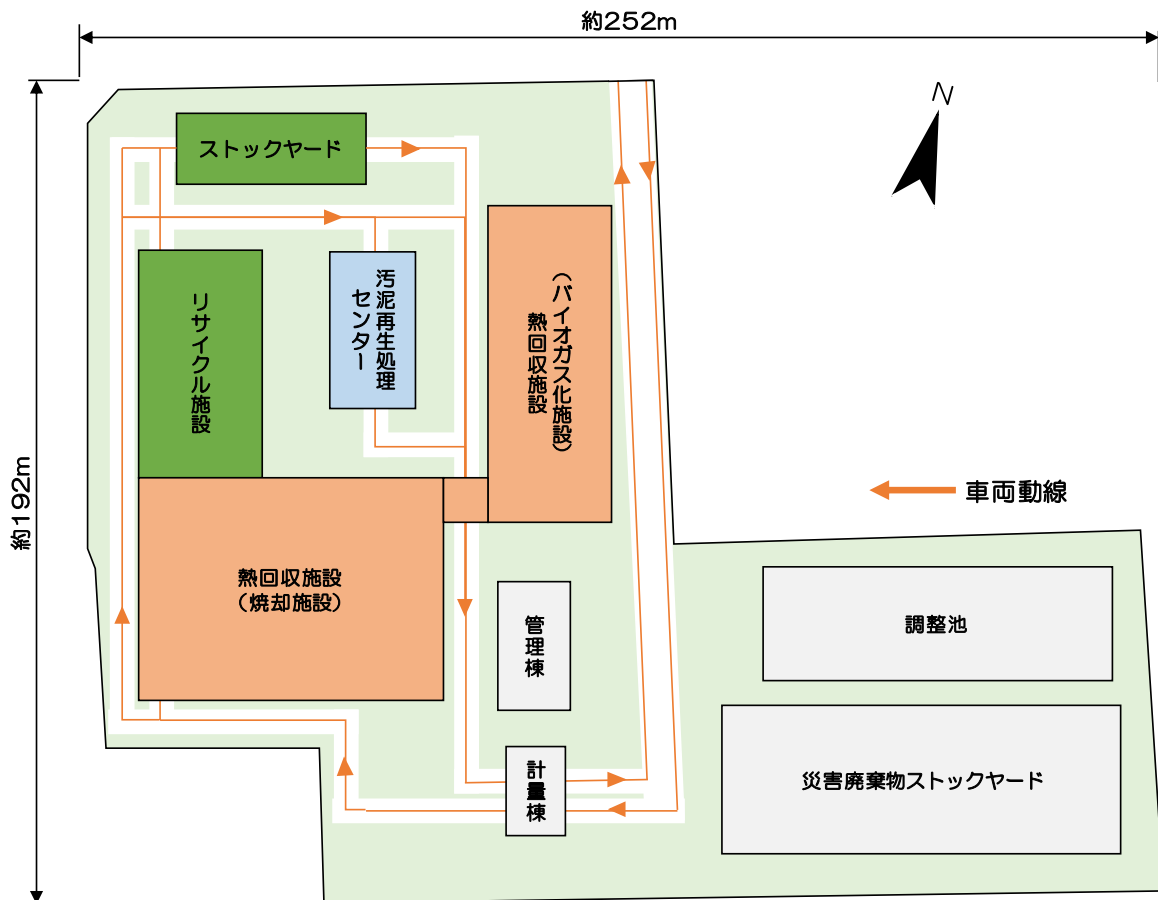 約252m
N
ストックヤード
リサイクル施設
汚泥再生処理
センター
(バイオガス化施設)
熱回収施設
約192m
車両動線
熱回収施設
(焼却施設)
管理棟
調整池
計量棟
災害廃棄物ストックヤード